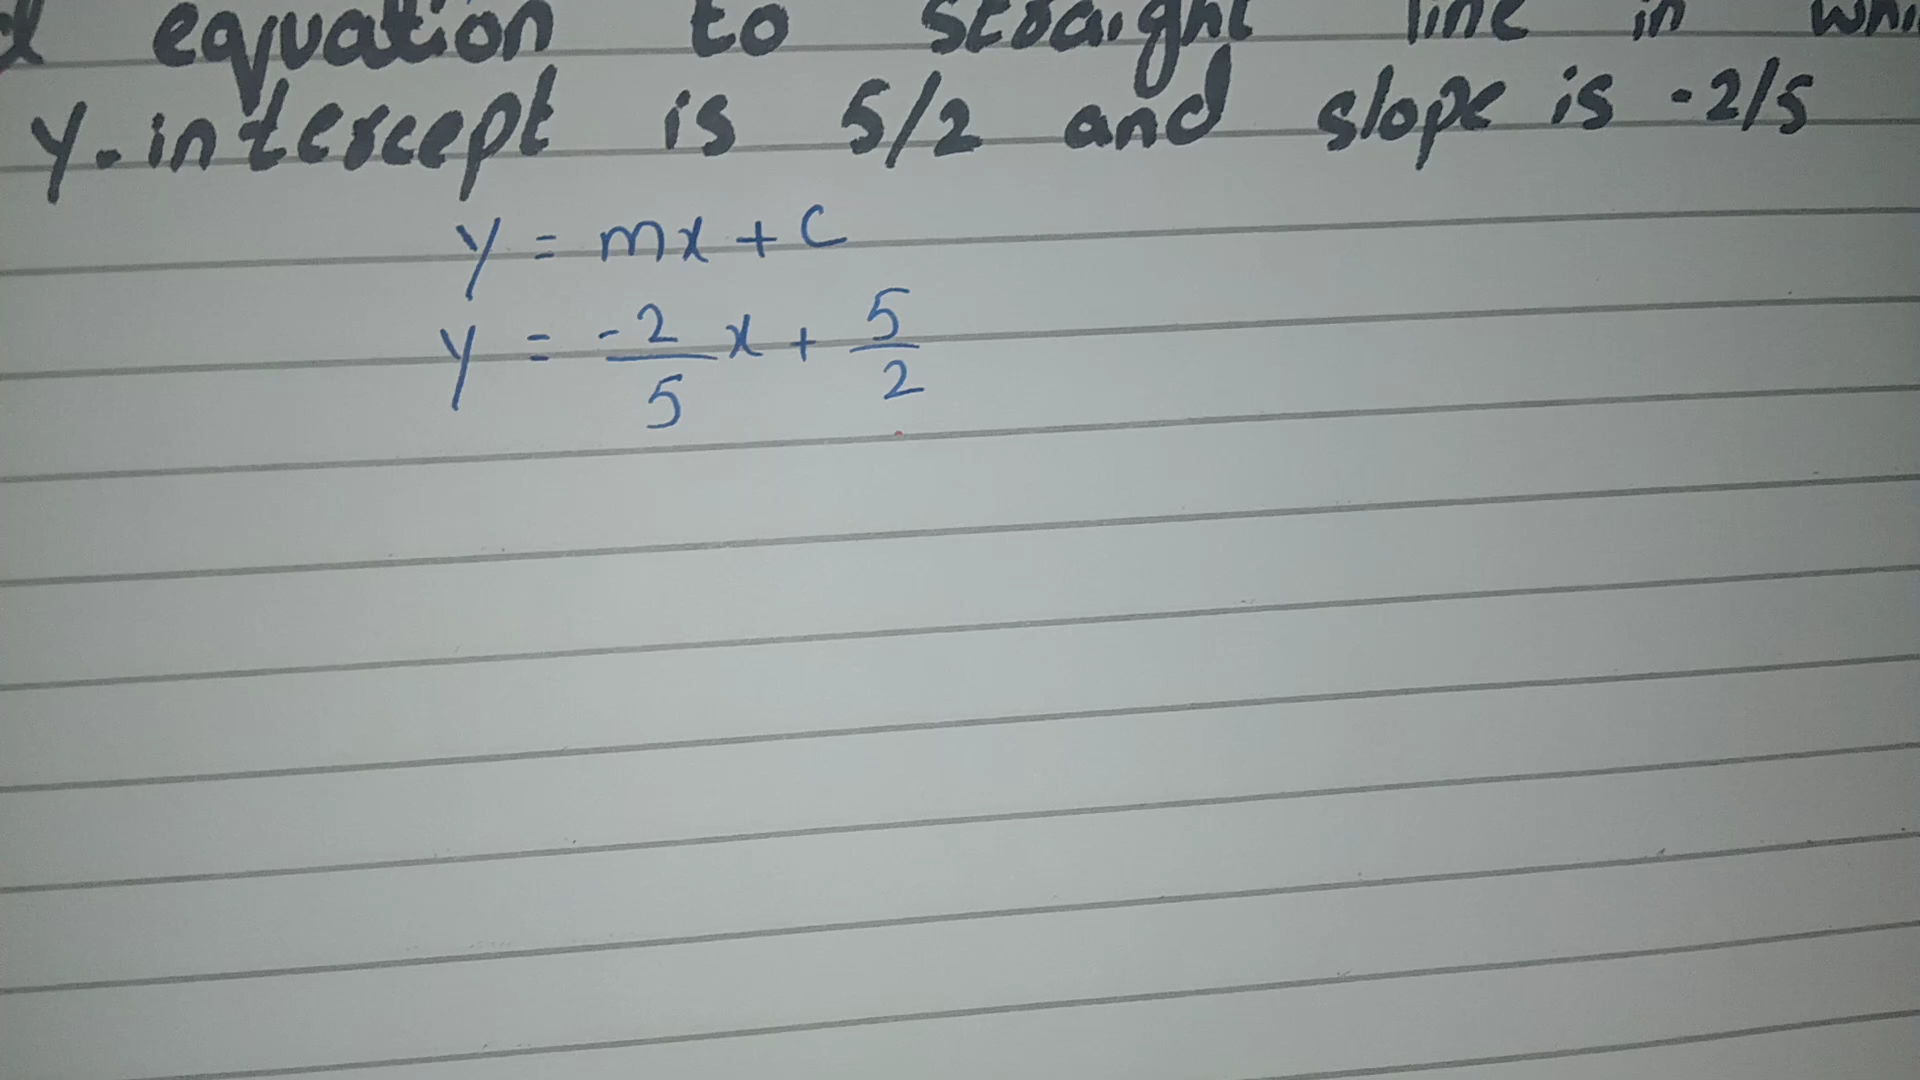 equation to straight line in
y-intercept is 5/2 and slope is -2/5
y = mx + c
y = -2/5 x + 5/2